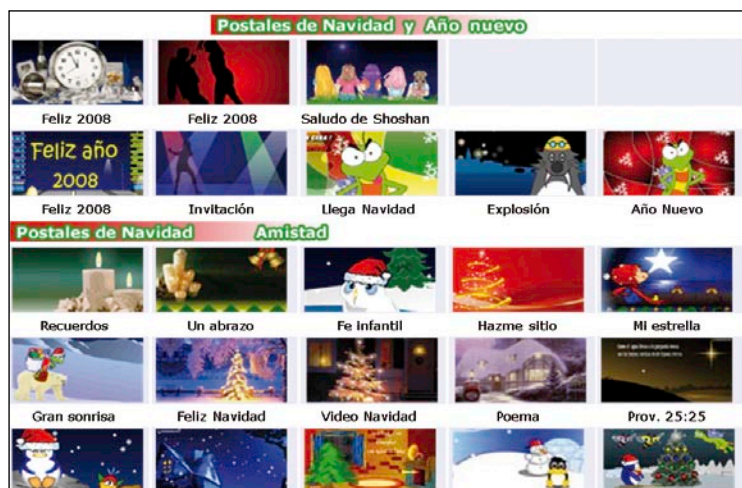 Postales de Navidad y Año nuevo
Feliz 2008 Feliz 2008 Saludo de Shoshan
Feliz año
2008
Feliz 2008 Invitación Llega Navidad Explosión Año Nuevo
Postales de Navidad Amistad
Recuerdos Un abrazo Fe infantil Hazme sitio Mi estrella
Gran sonrisa Feliz Navidad Video Navidad Poema Prov. 25:25